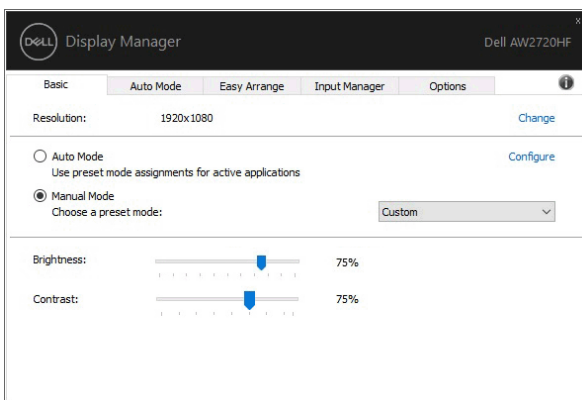 x
DELL Display Manager Dell AW2720HF
Basic Auto Mode Easy Arrange Input Manager Options i
Resolution: 1920x1080 Change
Auto Mode Configure
Use preset mode assignments for active applications
Manual Mode
Choose a preset mode: Custom
Brightness: 75%
Contrast: 75%